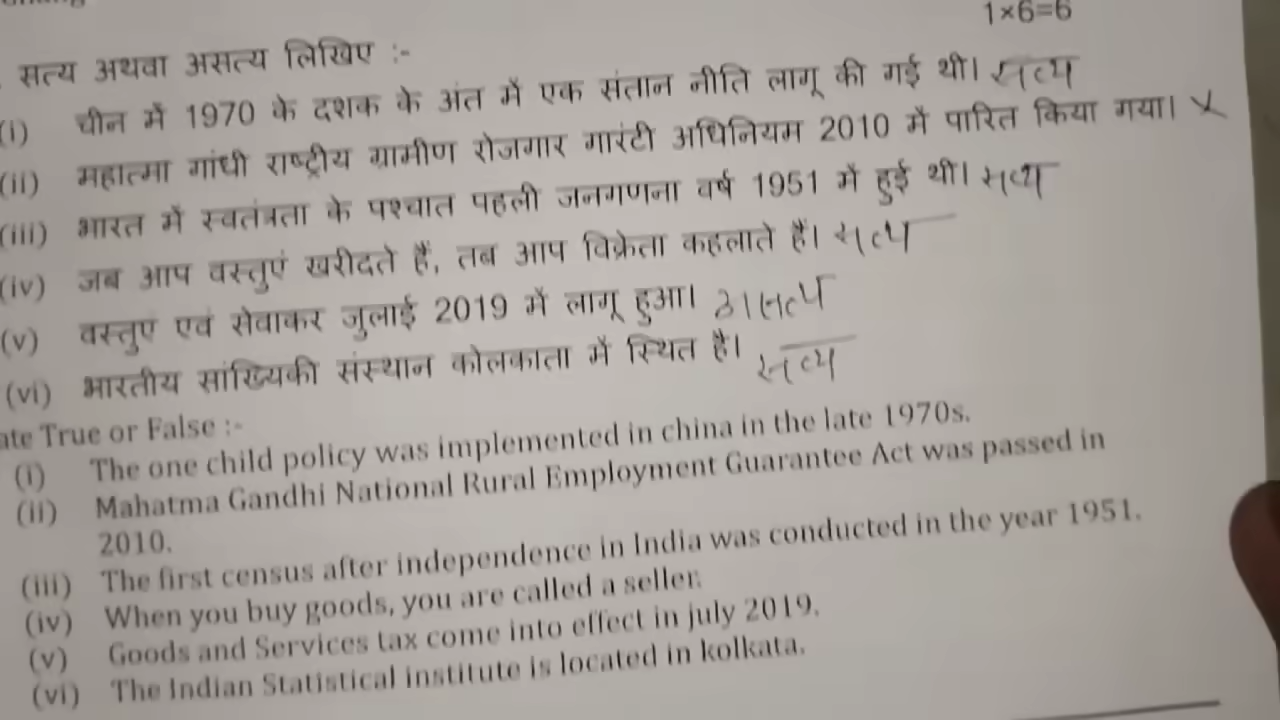 1×6=6
सत्य अथवा असत्य लिखिए :-
(i) चीन में 1970 के दशक के अंत में एक संतान नीति लागू की गई थी। सत्य
(ii) महात्मा गांधी राष्ट्रीय ग्रामीण रोजगार गारंटी अधिनियम 2010 में पारित किया गया। ×
(iii) भारत में स्वतंत्रता के पश्चात पहली जनगणना वर्ष 1951 में हुई थी। सत्य
(iv) जब आप वस्तुएं खरीदते हैं, तब आप विक्रेता कहलाते हैं। सत्य
(v) वस्तुए एवं सेवाकर जुलाई 2019 में लागू हुआ। असत्य
(vi) भारतीय सांख्यिकी संस्थान कोलकाता में स्थित है। सत्य
ate True or False :-
(i) The one child policy was implemented in china in the late 1970s.
(ii) Mahatma Gandhi National Rural Employment Guarantee Act was passed in
2010.
(iii) The first census after independence in India was conducted in the year 1951.
(iv) When you buy goods, you are called a seller.
(v) Goods and Services tax come into effect in july 2019.
(vi) The Indian Statistical institute is located in kolkata.